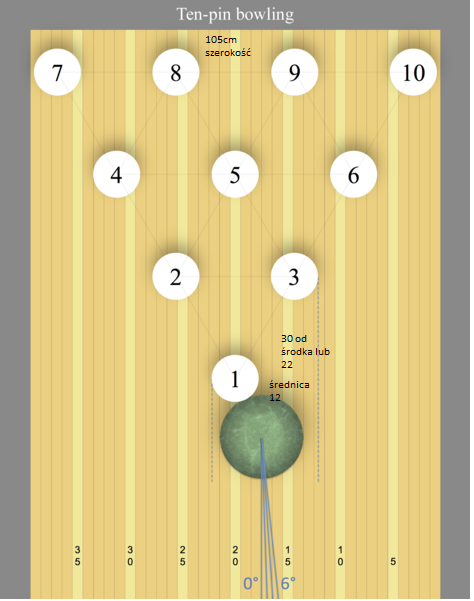 Ten-pin bowling
105cm
szerokość
7 8 9 10
4 5 6
2 3
30 od
środka lub
22
1
średnica
12
3 3 2 2 1 1 5
5 0 5 0 5 0
0° 6°